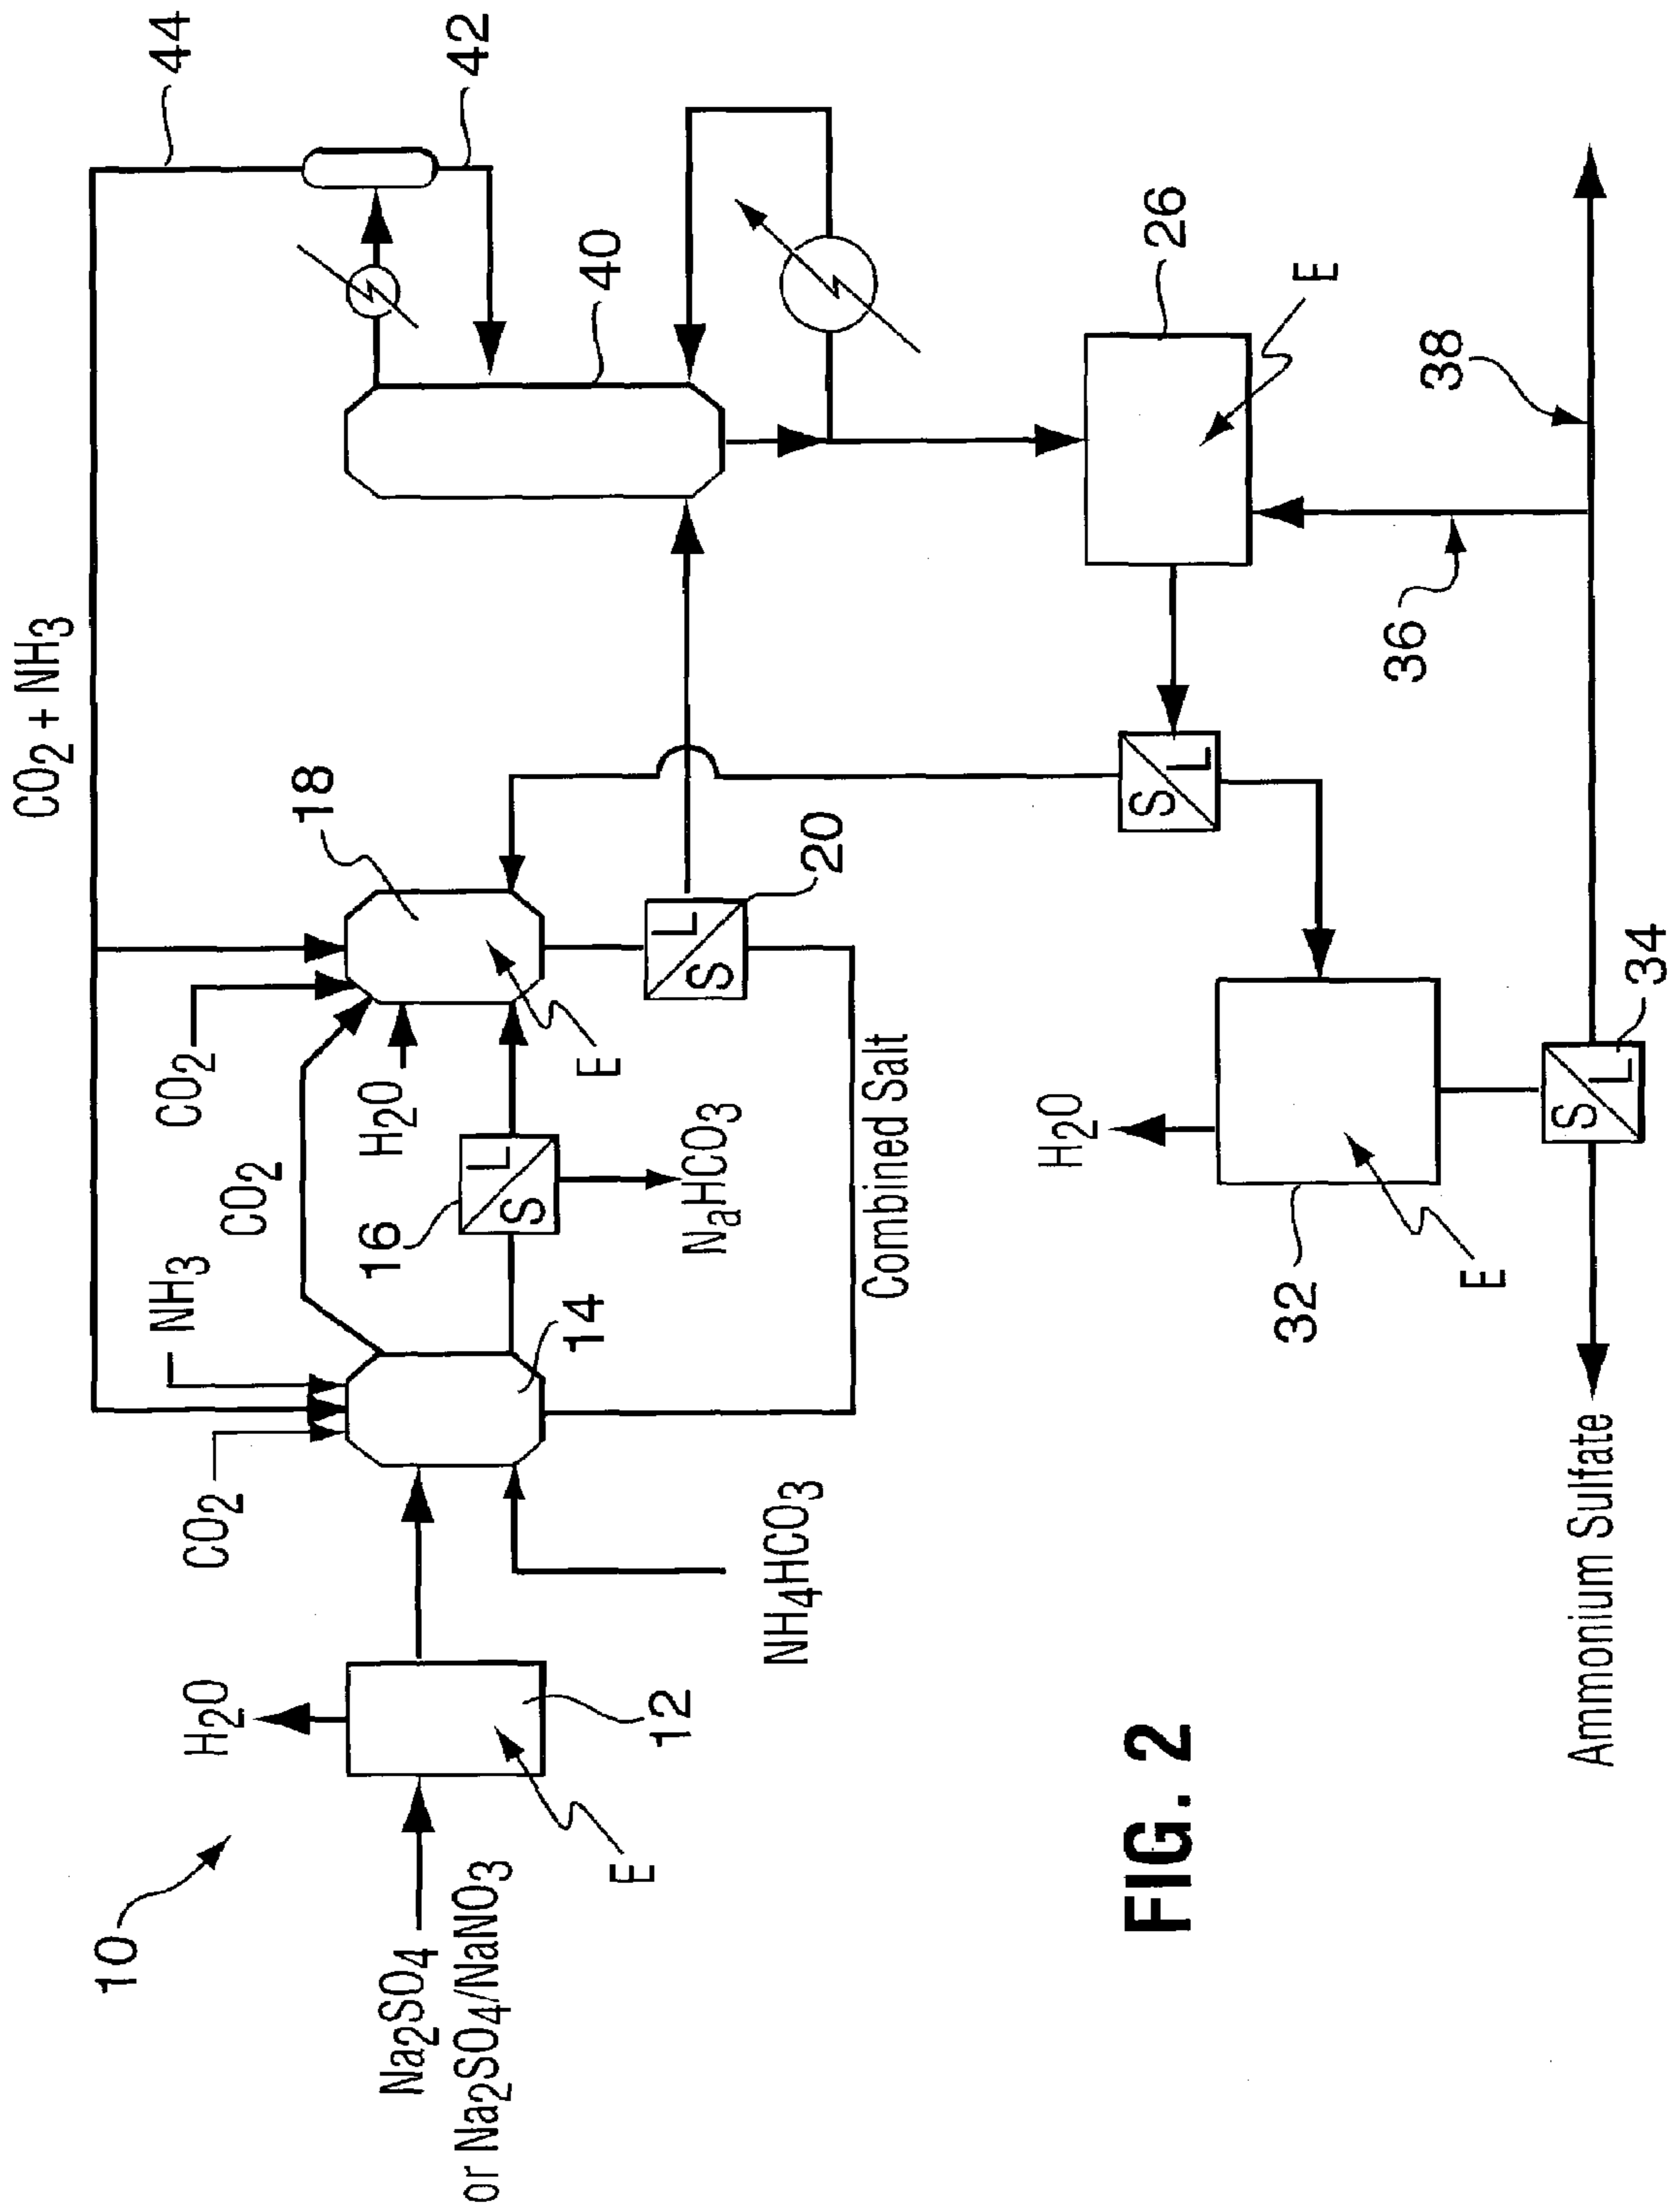 10
Na2SO4
or Na2SO4/NaNO3
H2O
12
E
CO2
NH3
NH4HCO3
14
CO2
16
L
S
NaHCO3
CO2
H2O
18
E
CO2 + NH3
L
S
20
Combined Salt
40
42
44
26
E
S
L
H2O
32
E
S
L
34
36
38
Ammonium Sulfate
FIG. 2